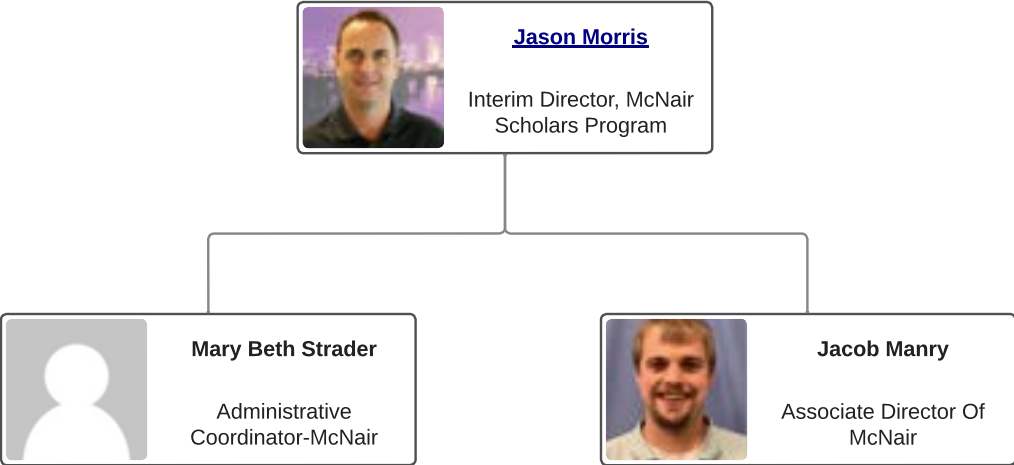 Jason Morris
Interim Director, McNair
Scholars Program
Mary Beth Strader
Administrative
Coordinator-McNair
Jacob Manry
Associate Director Of
McNair